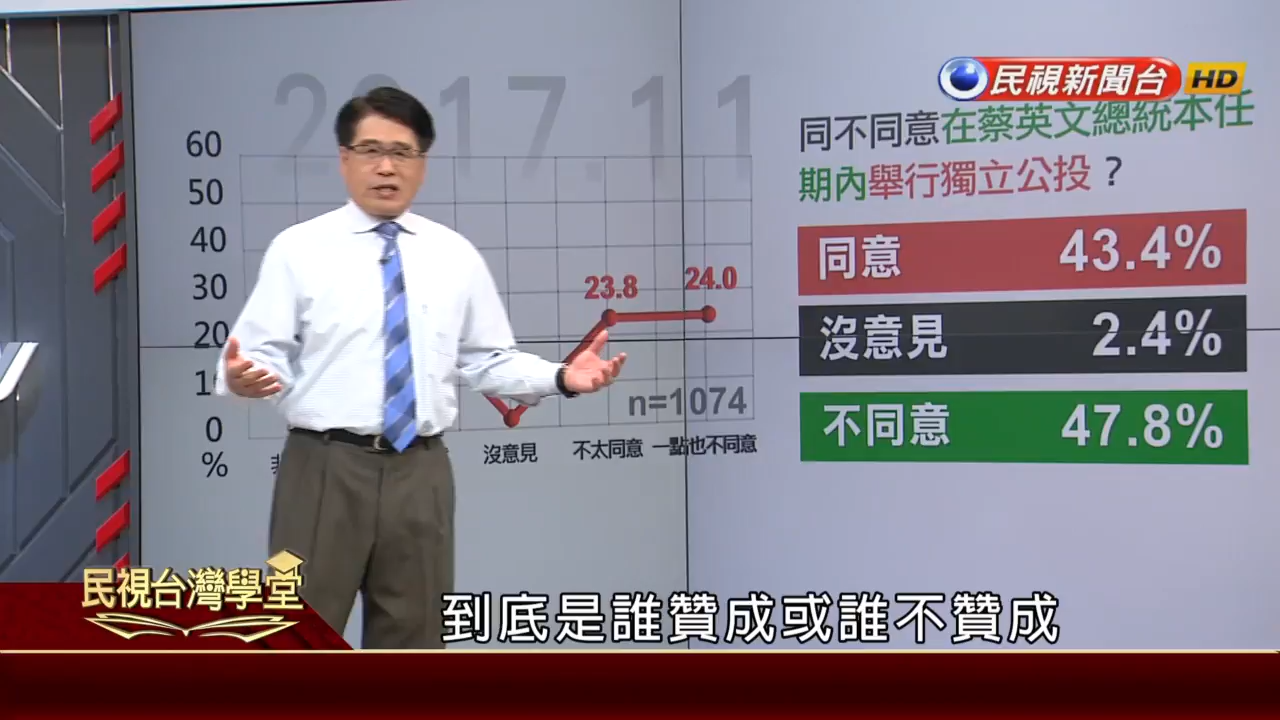 2017.11
民視新聞台 HD
同不同意在蔡英文總統本任
期內舉行獨立公投？
60
50
40
30
20
10
0
%
23.8
24.0
n=1074
沒意見
不太同意
一點也不同意
同意 43.4%
沒意見 2.4%
不同意 47.8%
民視台灣學堂
到底是誰贊成或誰不贊成